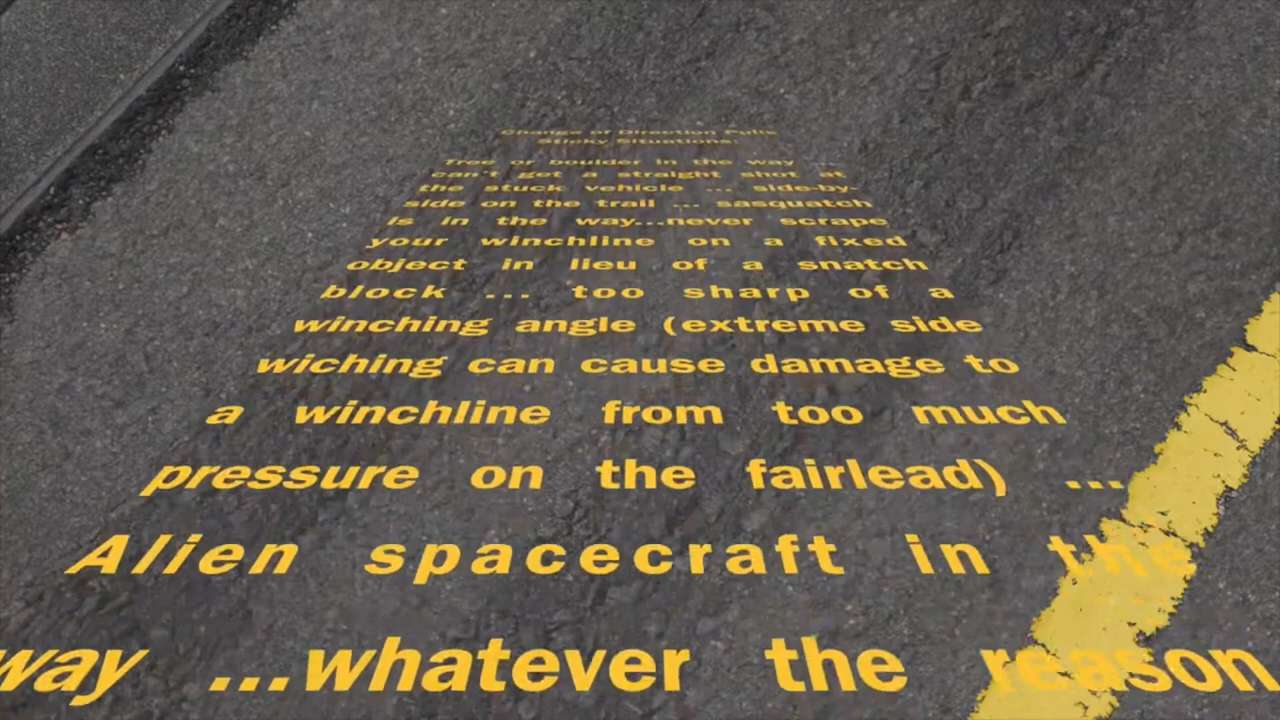 Change of Direction Pulls
Sticky Situations:
Tree or boulder in the way ...
can't get a straight shot at
the stuck vehicle ... side-by-
side on the trail ... sasquatch
is in the way...never scrape
your winchline on a fixed
object in lieu of a snatch
block ... too sharp of a
winching angle (extreme side
wiching can cause damage to
a winchline from too much
pressure on the fairlead) ...
Alien spacecraft in the
way ...whatever the reason